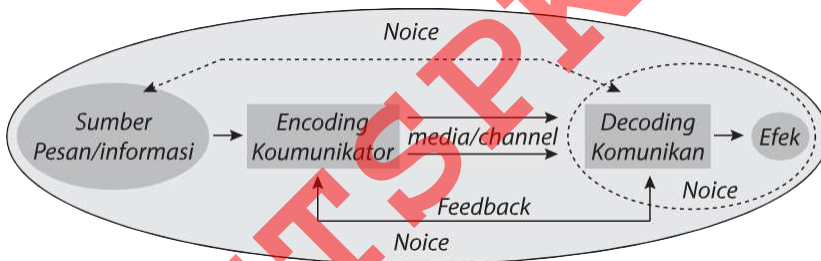 Noice
Sumber
Pesan/informasi
Encoding
Koumunikator
media/channel
Decoding
Komunikan
Efek
Noice
Feedback
Noice